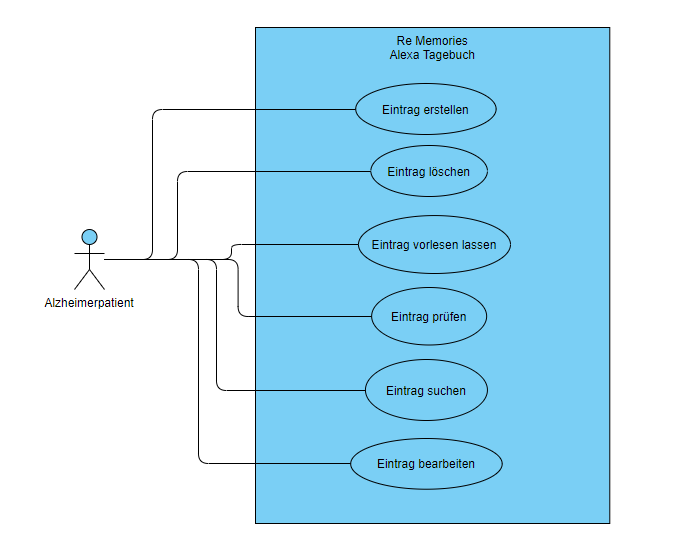 Re Memories
Alexa Tagebuch
Eintrag erstellen
Eintrag löschen
Eintrag vorlesen lassen
Alzheimerpatient
Eintrag prüfen
Eintrag suchen
Eintrag bearbeiten